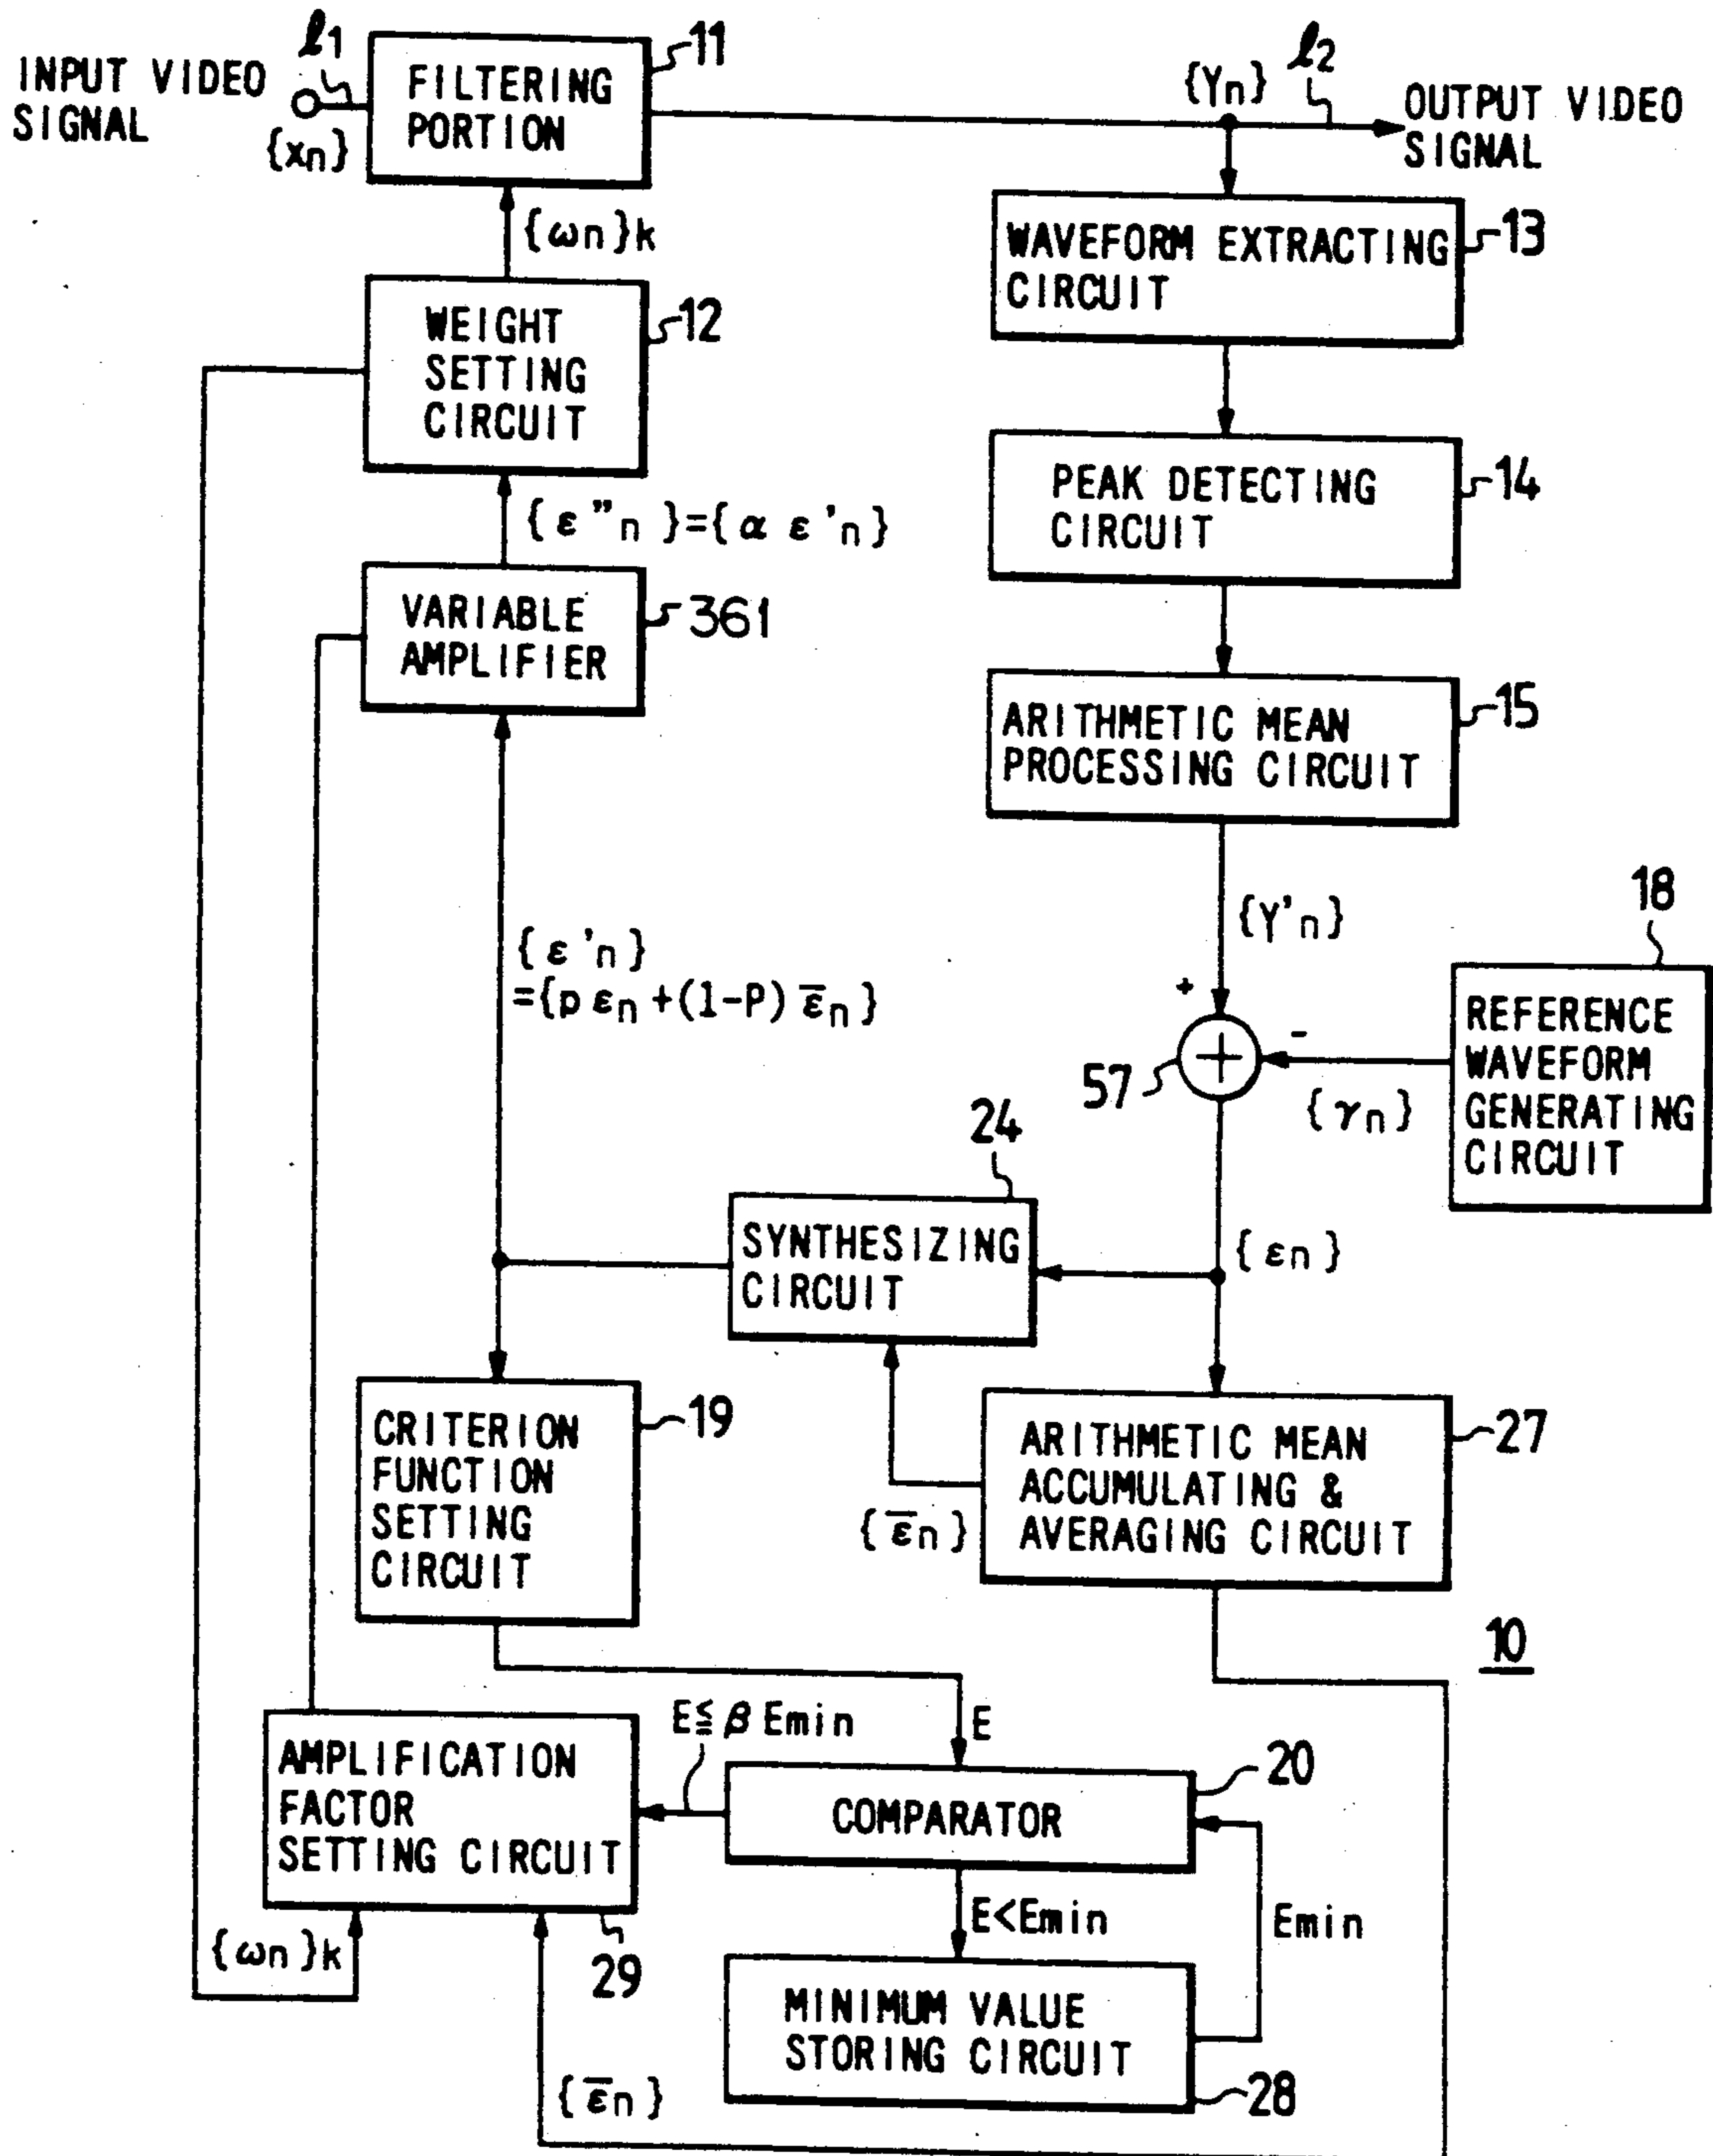 INPUT VIDEO
SIGNAL
ℓ1
{xn}
FILTERING
PORTION
11
{Yn}
ℓ2
OUTPUT VIDEO
SIGNAL
{ωn}k
WAVEFORM EXTRACTING
CIRCUIT
13
WEIGHT
SETTING
CIRCUIT
12
PEAK DETECTING
CIRCUIT
14
{ε"n}={α ε'n}
VARIABLE
AMPLIFIER
361
ARITHMETIC MEAN
PROCESSING CIRCUIT
15
{Y'n}
18
{ε'n}
={p εn+(1-P) ε̅n}
+
-
57
{γn}
REFERENCE
WAVEFORM
GENERATING
CIRCUIT
24
SYNTHESIZING
CIRCUIT
{εn}
CRITERION
FUNCTION
SETTING
CIRCUIT
19
{ε̅n}
ARITHMETIC MEAN
ACCUMULATING &
AVERAGING CIRCUIT
27
10
E≦β Emin
E
AMPLIFICATION
FACTOR
SETTING CIRCUIT
29
COMPARATOR
20
{ωn}k
E<Emin
Emin
MINIMUM VALUE
STORING CIRCUIT
28
{ε̅n}